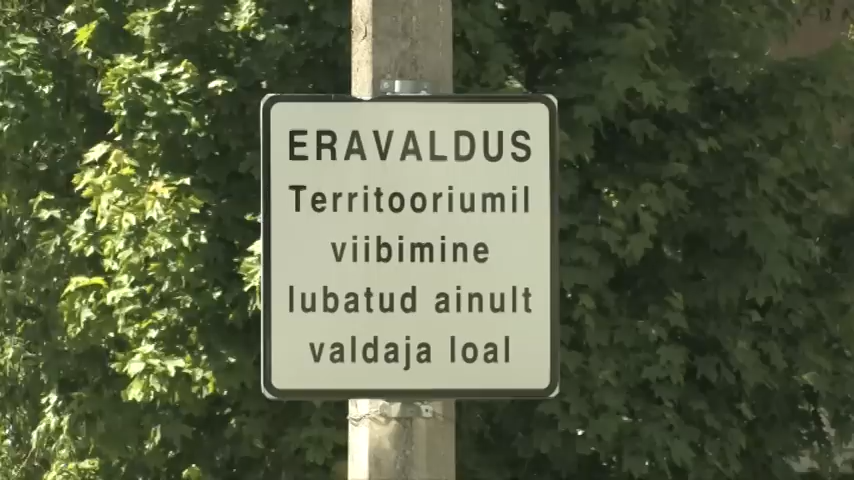 ERAVALDUS
Territooriumil
viibimine
lubatud ainult
valdaja loal